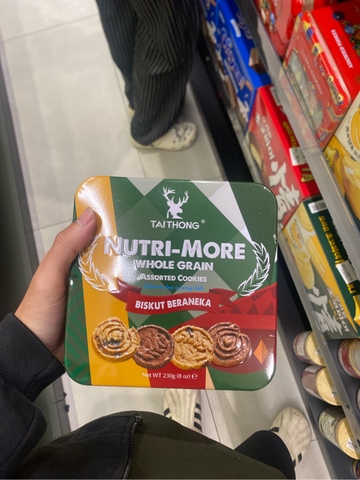 TAI THONG®
NUTRI-MORE
WHOLE GRAIN
ASSORTED COOKIES
BISKUT BERANEKA
Net WT 230g (8 oz) e